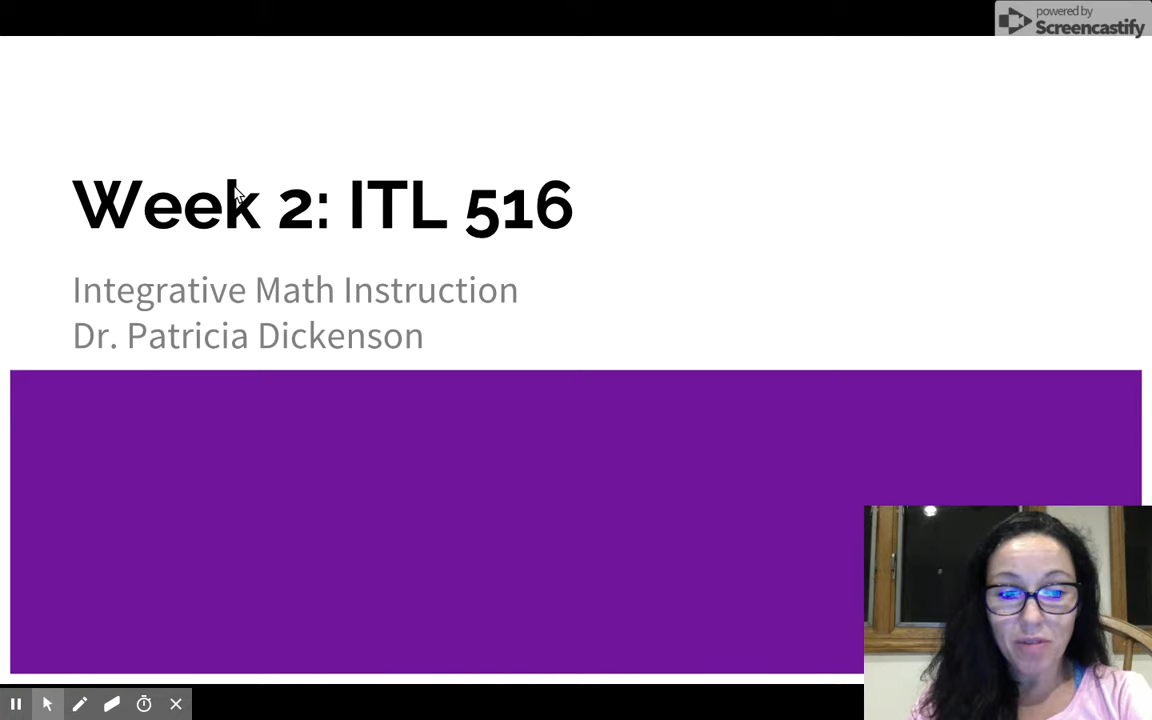 powered by
Screencastify
Week 2: ITL 516
Integrative Math Instruction
Dr. Patricia Dickenson